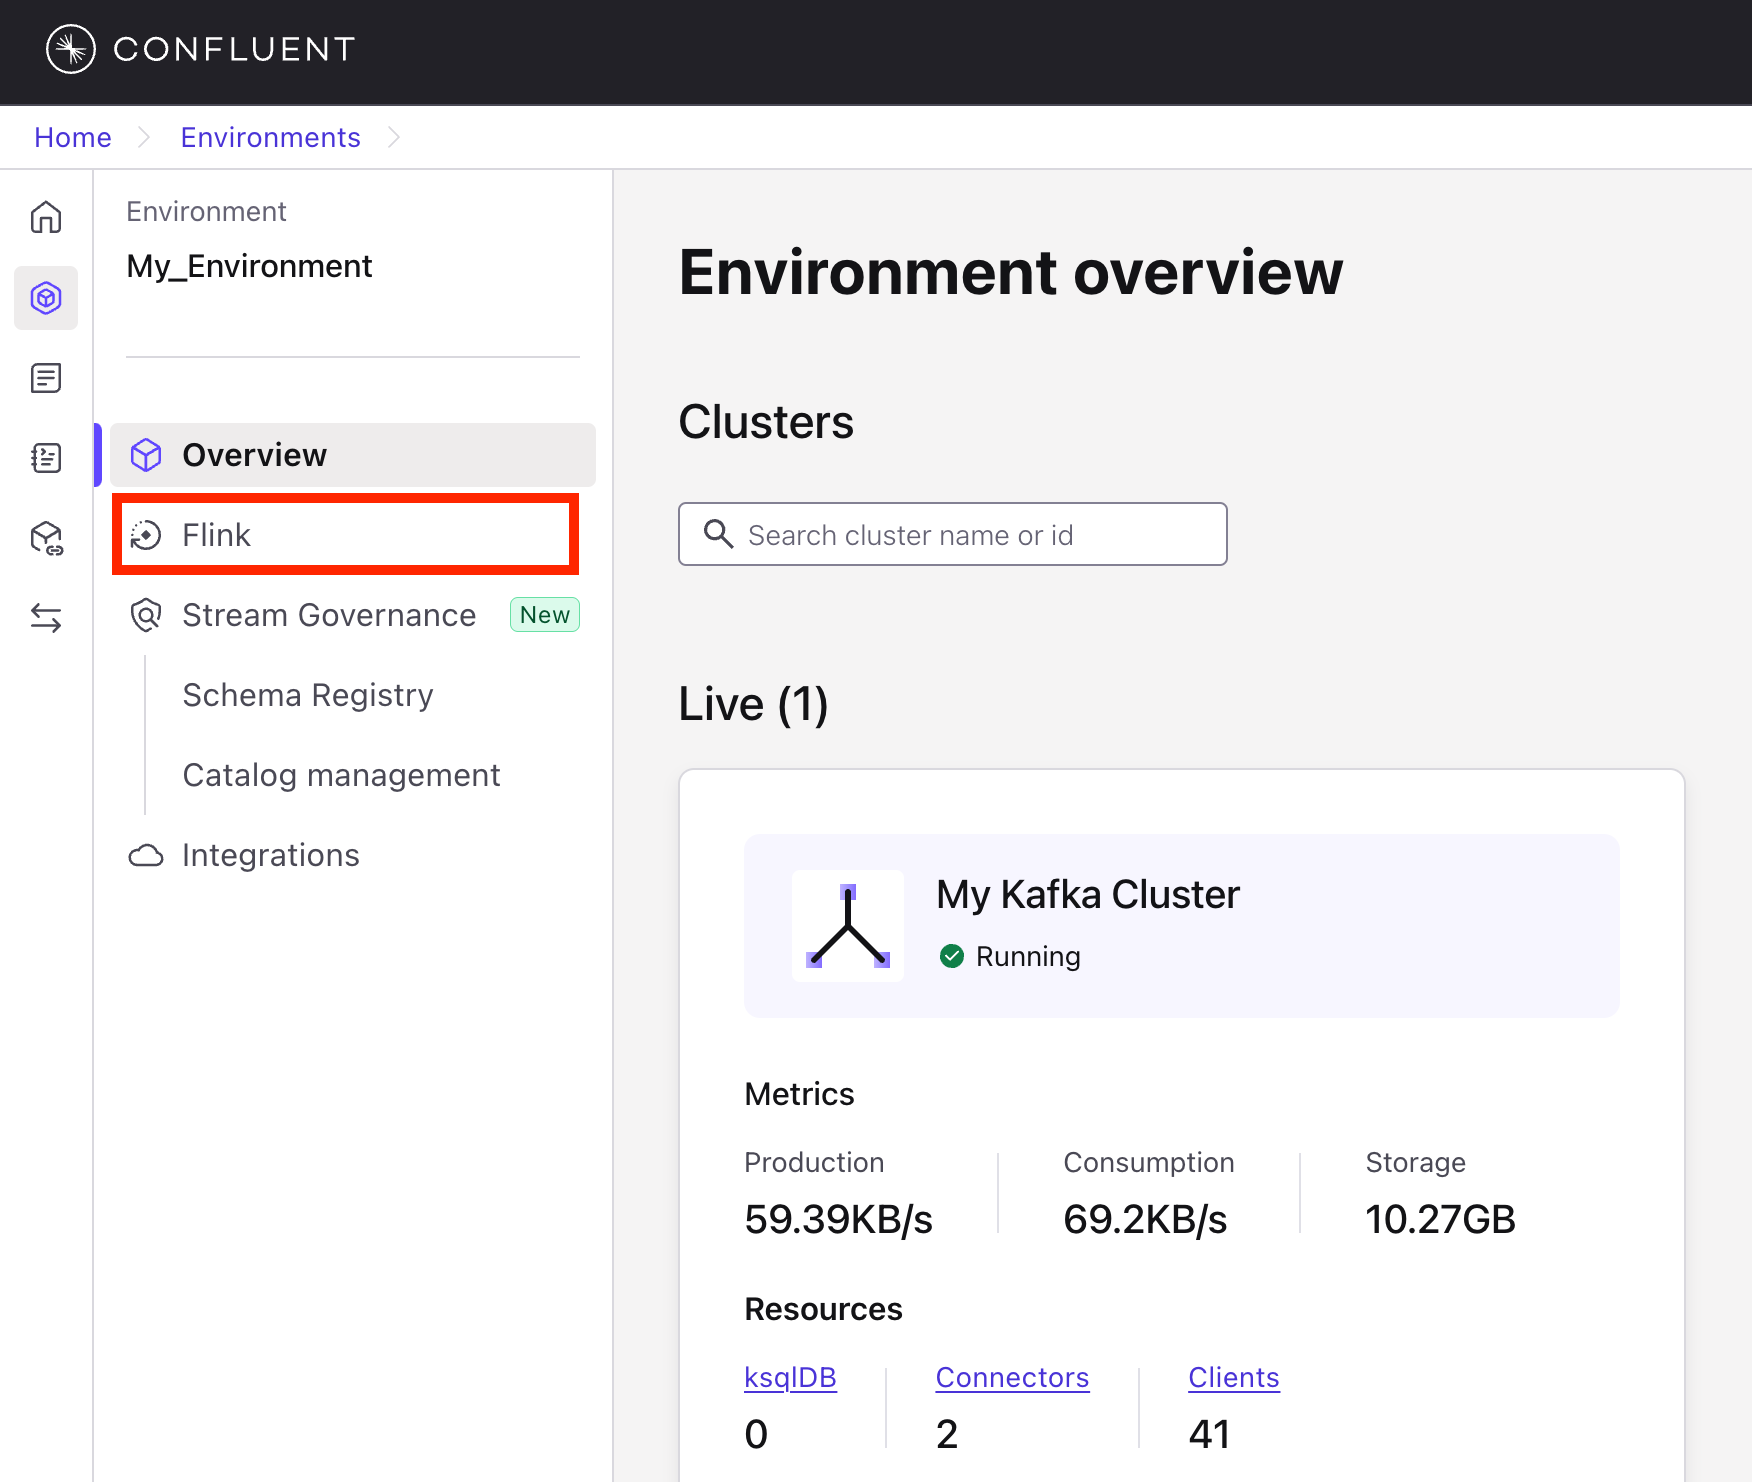 CONFLUENT
Home
Environments
Environment
My_Environment
Overview
Flink
Stream Governance
New
Schema Registry
Catalog management
Integrations
Environment overview
Clusters
Search cluster name or id
Live (1)
My Kafka Cluster
Running
Metrics
Production
Consumption
Storage
59.39KB/s
69.2KB/s
10.27GB
Resources
ksqlDB
Connectors
Clients
0
2
41